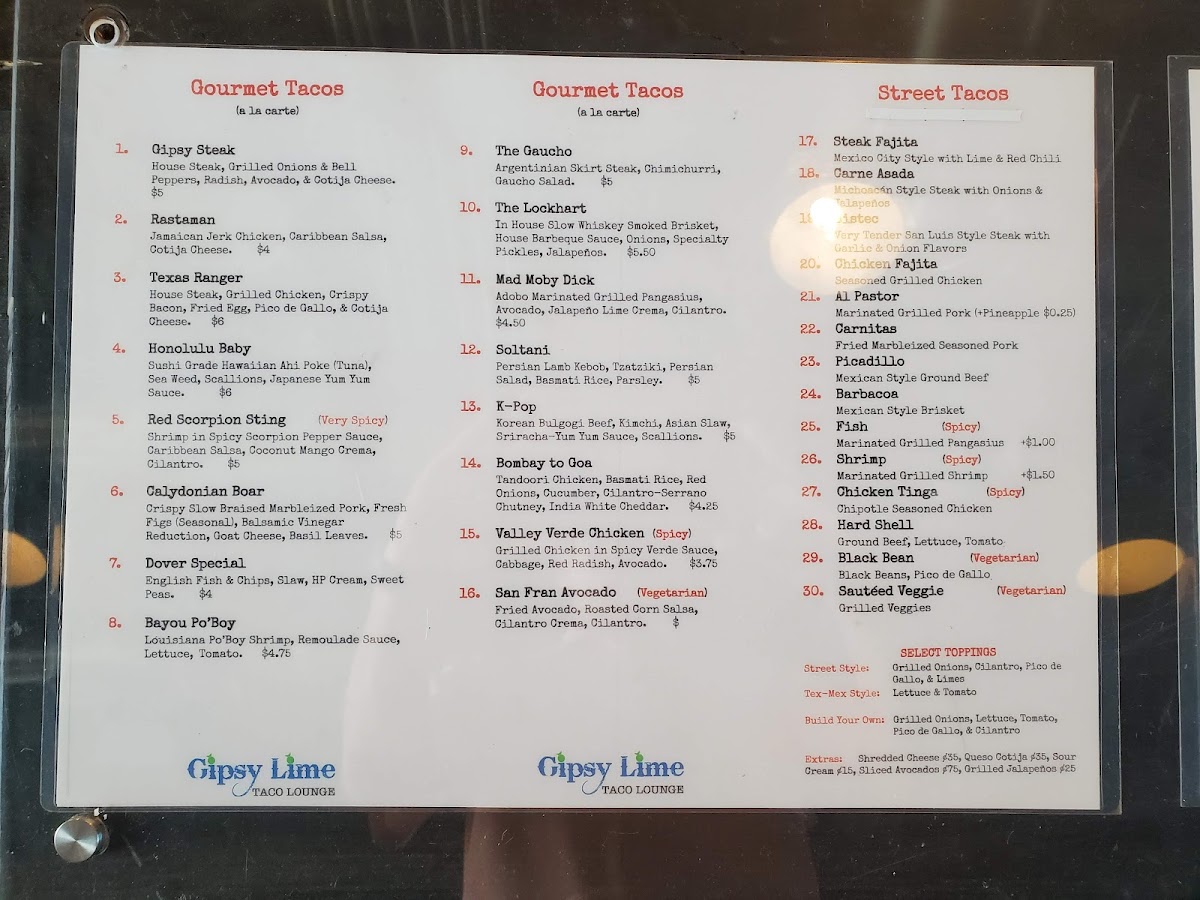 Gourmet Tacos
(a la carte)
1. Gipsy Steak
House Steak, Grilled Onions & Bell
Peppers, Radish, Avocado, & Cotija Cheese.
$5
2. Rastaman
Jamaican Jerk Chicken, Caribbean Salsa,
Cotija Cheese. $4
3. Texas Ranger
House Steak, Grilled Chicken, Crispy
Bacon, Fried Egg, Pico de Gallo, & Cotija
Cheese. $6
4. Honolulu Baby
Sushi Grade Hawaiian Ahi Poke (Tuna),
Sea Weed, Scallions, Japanese Yum Yum
Sauce. $6
5. Red Scorpion Sting (Very Spicy)
Shrimp in Spicy Scorpion Pepper Sauce,
Caribbean Salsa, Coconut Mango Crema,
Cilantro. $5
6. Calydonian Boar
Crispy Slow Braised Marbleized Pork, Fresh
Figs (Seasonal), Balsamic Vinegar
Reduction, Goat Cheese, Basil Leaves. $5
7. Dover Special
English Fish & Chips, Slaw, HP Cream, Sweet
Peas. $4
8. Bayou Po'Boy
Louisiana Po'Boy Shrimp, Remoulade Sauce,
Lettuce, Tomato. $4.75
Gipsy Lime
TACO LOUNGE
Gourmet Tacos
(a la carte)
9. The Gaucho
Argentinian Skirt Steak, Chimichurri,
Gaucho Salad. $5
10. The Lockhart
In House Slow Whiskey Smoked Brisket,
House Barbeque Sauce, Onions, Specialty
Pickles, Jalapeños. $5.50
11. Mad Moby Dick
Adobo Marinated Grilled Pangasius,
Avocado, Jalapeño Lime Crema, Cilantro.
$4.50
12. Soltani
Persian Lamb Kebob, Tzatziki, Persian
Salad, Basmati Rice, Parsley. $5
13. K-Pop
Korean Bulgogi Beef, Kimchi, Asian Slaw,
Sriracha-Yum Yum Sauce, Scallions. $5
14. Bombay to Goa
Tandoori Chicken, Basmati Rice, Red
Onions, Cucumber, Cilantro-Serrano
Chutney, India White Cheddar. $4.25
15. Valley Verde Chicken (Spicy)
Grilled Chicken in Spicy Verde Sauce,
Cabbage, Red Radish, Avocado. $3.75
16. San Fran Avocado (Vegetarian)
Fried Avocado, Roasted Corn Salsa,
Cilantro Crema, Cilantro. $
Gipsy Lime
TACO LOUNGE
Street Tacos
17. Steak Fajita
Mexico City Style with Lime & Red Chili
18. Carne Asada
Michoacán Style Steak with Onions &
Jalapeños
Bistec
Very Tender San Luis Style Steak with
Garlic & Onion Flavors
20. Chicken Fajita
Seasoned Grilled Chicken
21. Al Pastor
Marinated Grilled Pork (+Pineapple $0.25)
22. Carnitas
Fried Marbleized Seasoned Pork
23. Picadillo
Mexican Style Ground Beef
24. Barbacoa
Mexican Style Brisket
25. Fish (Spicy)
Marinated Grilled Pangasius +$1.00
26. Shrimp (Spicy)
Marinated Grilled Shrimp +$1.50
27. Chicken Tinga (Spicy)
Chipotle Seasoned Chicken
28. Hard Shell
Ground Beef, Lettuce, Tomato
29. Black Bean (Vegetarian)
Black Beans, Pico de Gallo
30. Sautéed Veggie (Vegetarian)
Grilled Veggies
SELECT TOPPINGS
Street Style: Grilled Onions, Cilantro, Pico de
Gallo, & Limes
Tex-Mex Style: Lettuce & Tomato
Build Your Own: Grilled Onions, Lettuce, Tomato,
Pico de Gallo, & Cilantro
Extras: Shredded Cheese ¢35, Queso Cotija ¢35, Sour
Cream ¢15, Sliced Avocados ¢75, Grilled Jalapeños ¢25